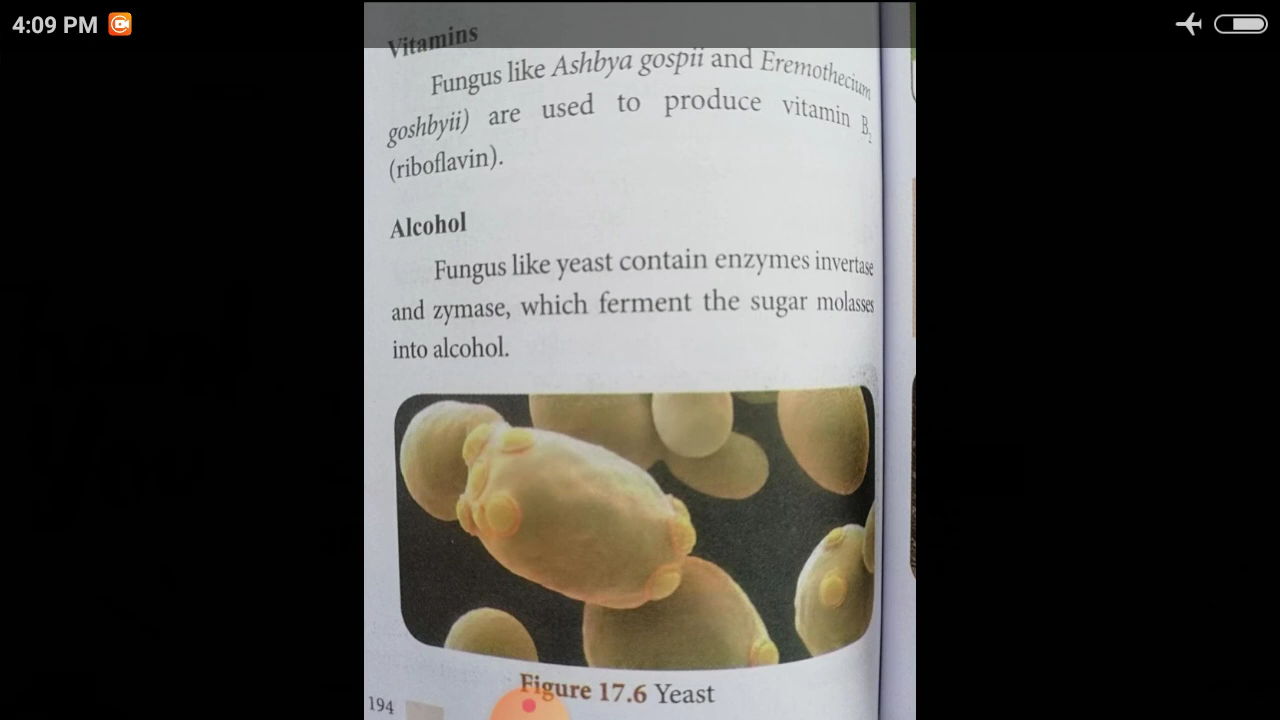 4:09 PM
Vitamins
Fungus like Ashbya gospii and Eremothecium
goshbyii) are used to produce vitamin B₂
(riboflavin).
Alcohol
Fungus like yeast contain enzymes invertase
and zymase, which ferment the sugar molasses
into alcohol.
Figure 17.6 Yeast
194